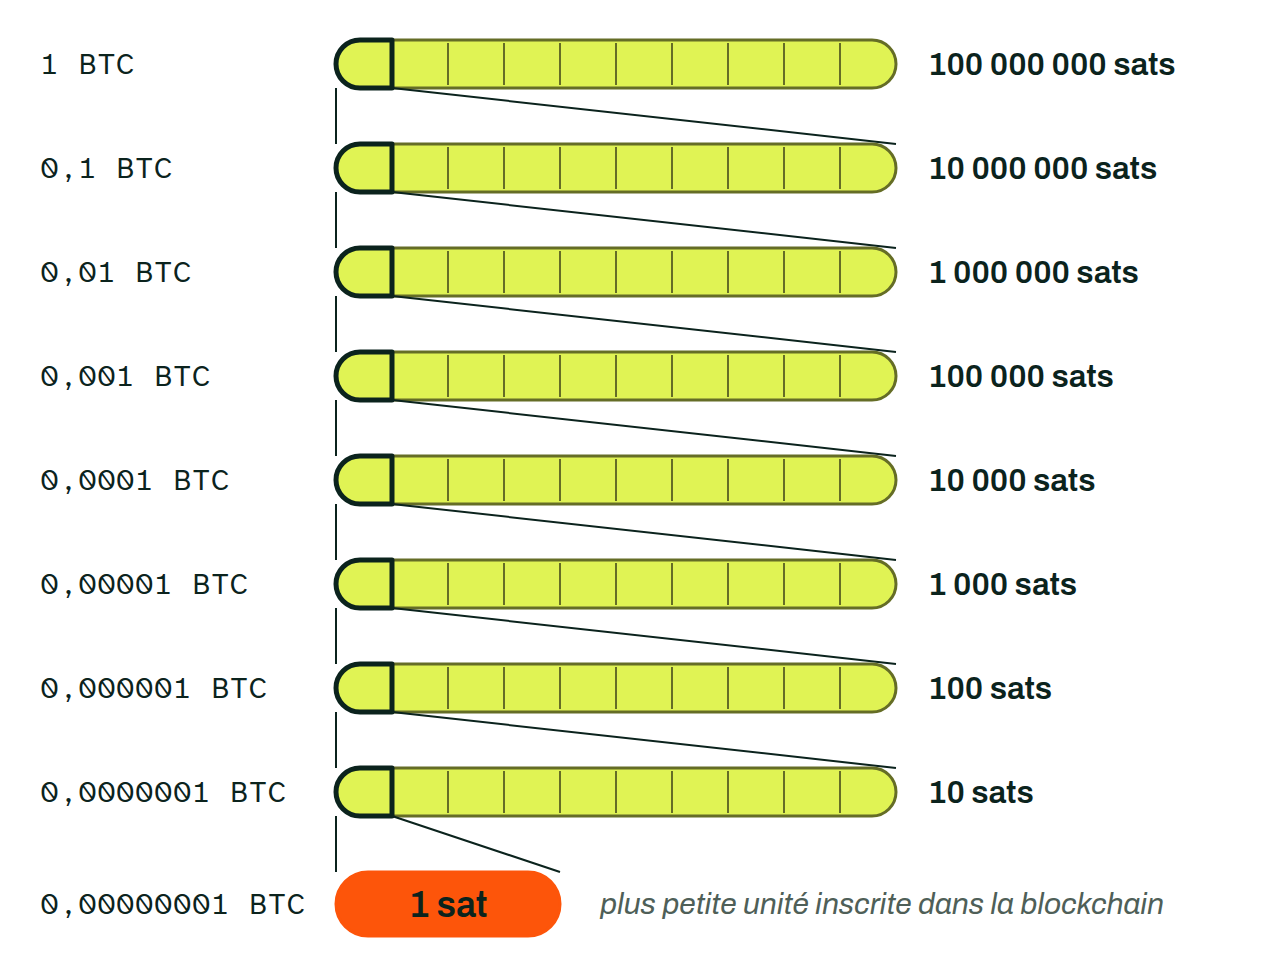 1 BTC 100 000 000 sats
0,1 BTC 10 000 000 sats
0,01 BTC 1 000 000 sats
0,001 BTC 100 000 sats
0,0001 BTC 10 000 sats
0,00001 BTC 1 000 sats
0,000001 BTC 100 sats
0,0000001 BTC 10 sats
0,00000001 BTC 1 sat plus petite unité inscrite dans la blockchain